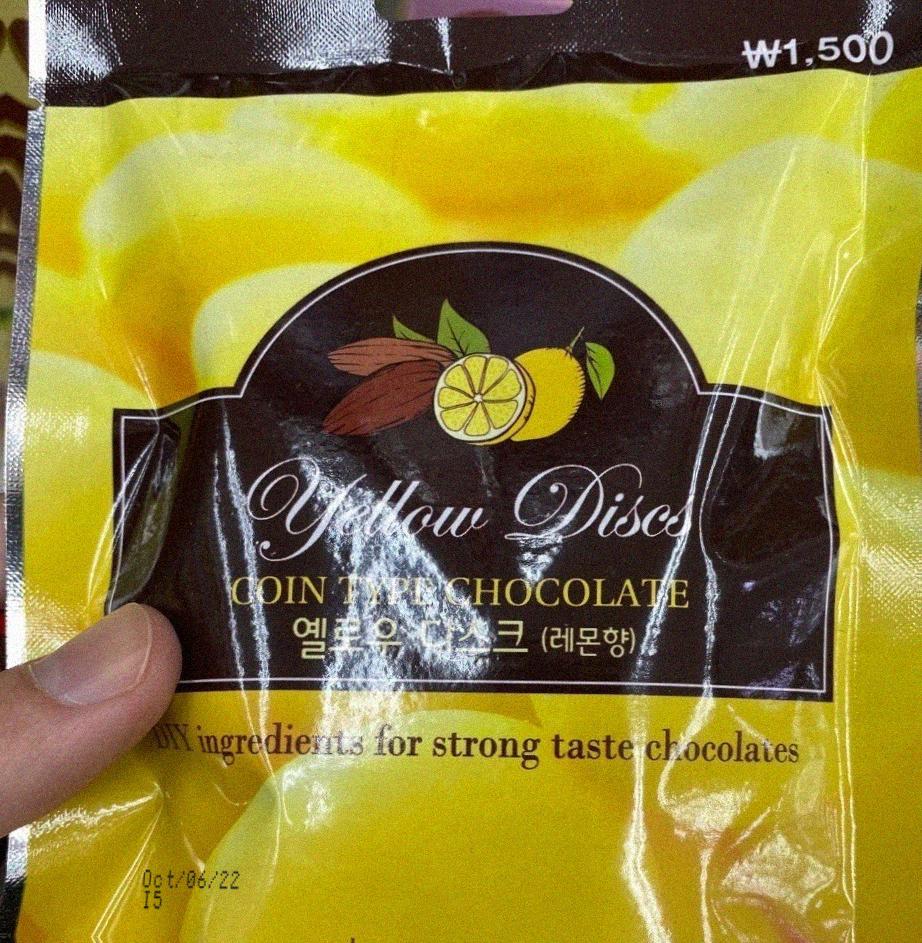 ₩1,500
Yellow Discs
COIN TYPE CHOCOLATE
옐로우 디스크 (레몬향)
DIY ingredients for strong taste chocolates
Oct/06/22
I5